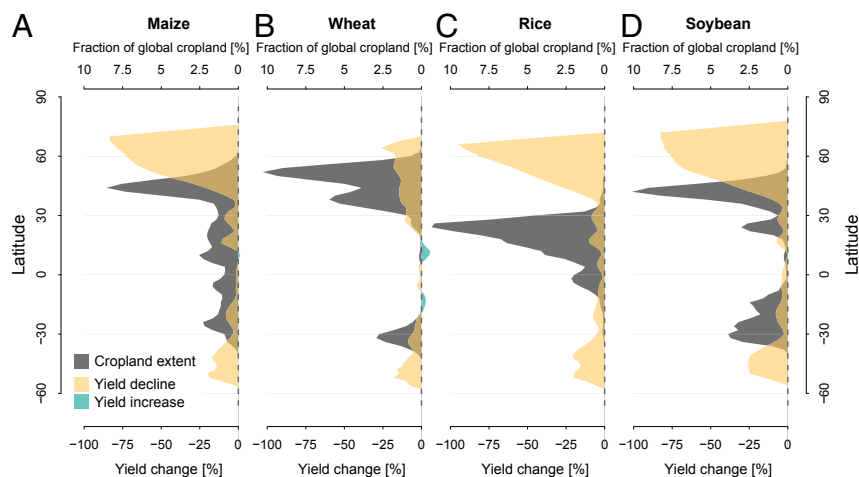 A Maize B Wheat C Rice D Soybean
Fraction of global cropland [%] Fraction of global cropland [%] Fraction of global cropland [%] Fraction of global cropland [%]
10 7.5 5 2.5 0 10 7.5 5 2.5 0 10 7.5 5 2.5 0 10 7.5 5 2.5 0
90 90
60 60
30 30
Latitude Latitude
0 0
−30 −30
−60 −60
Cropland extent
Yield decline
Yield increase
−100 −75 −50 −25 0 −100 −75 −50 −25 0 −100 −75 −50 −25 0 −100 −75 −50 −25 0
Yield change [%] Yield change [%] Yield change [%] Yield change [%]